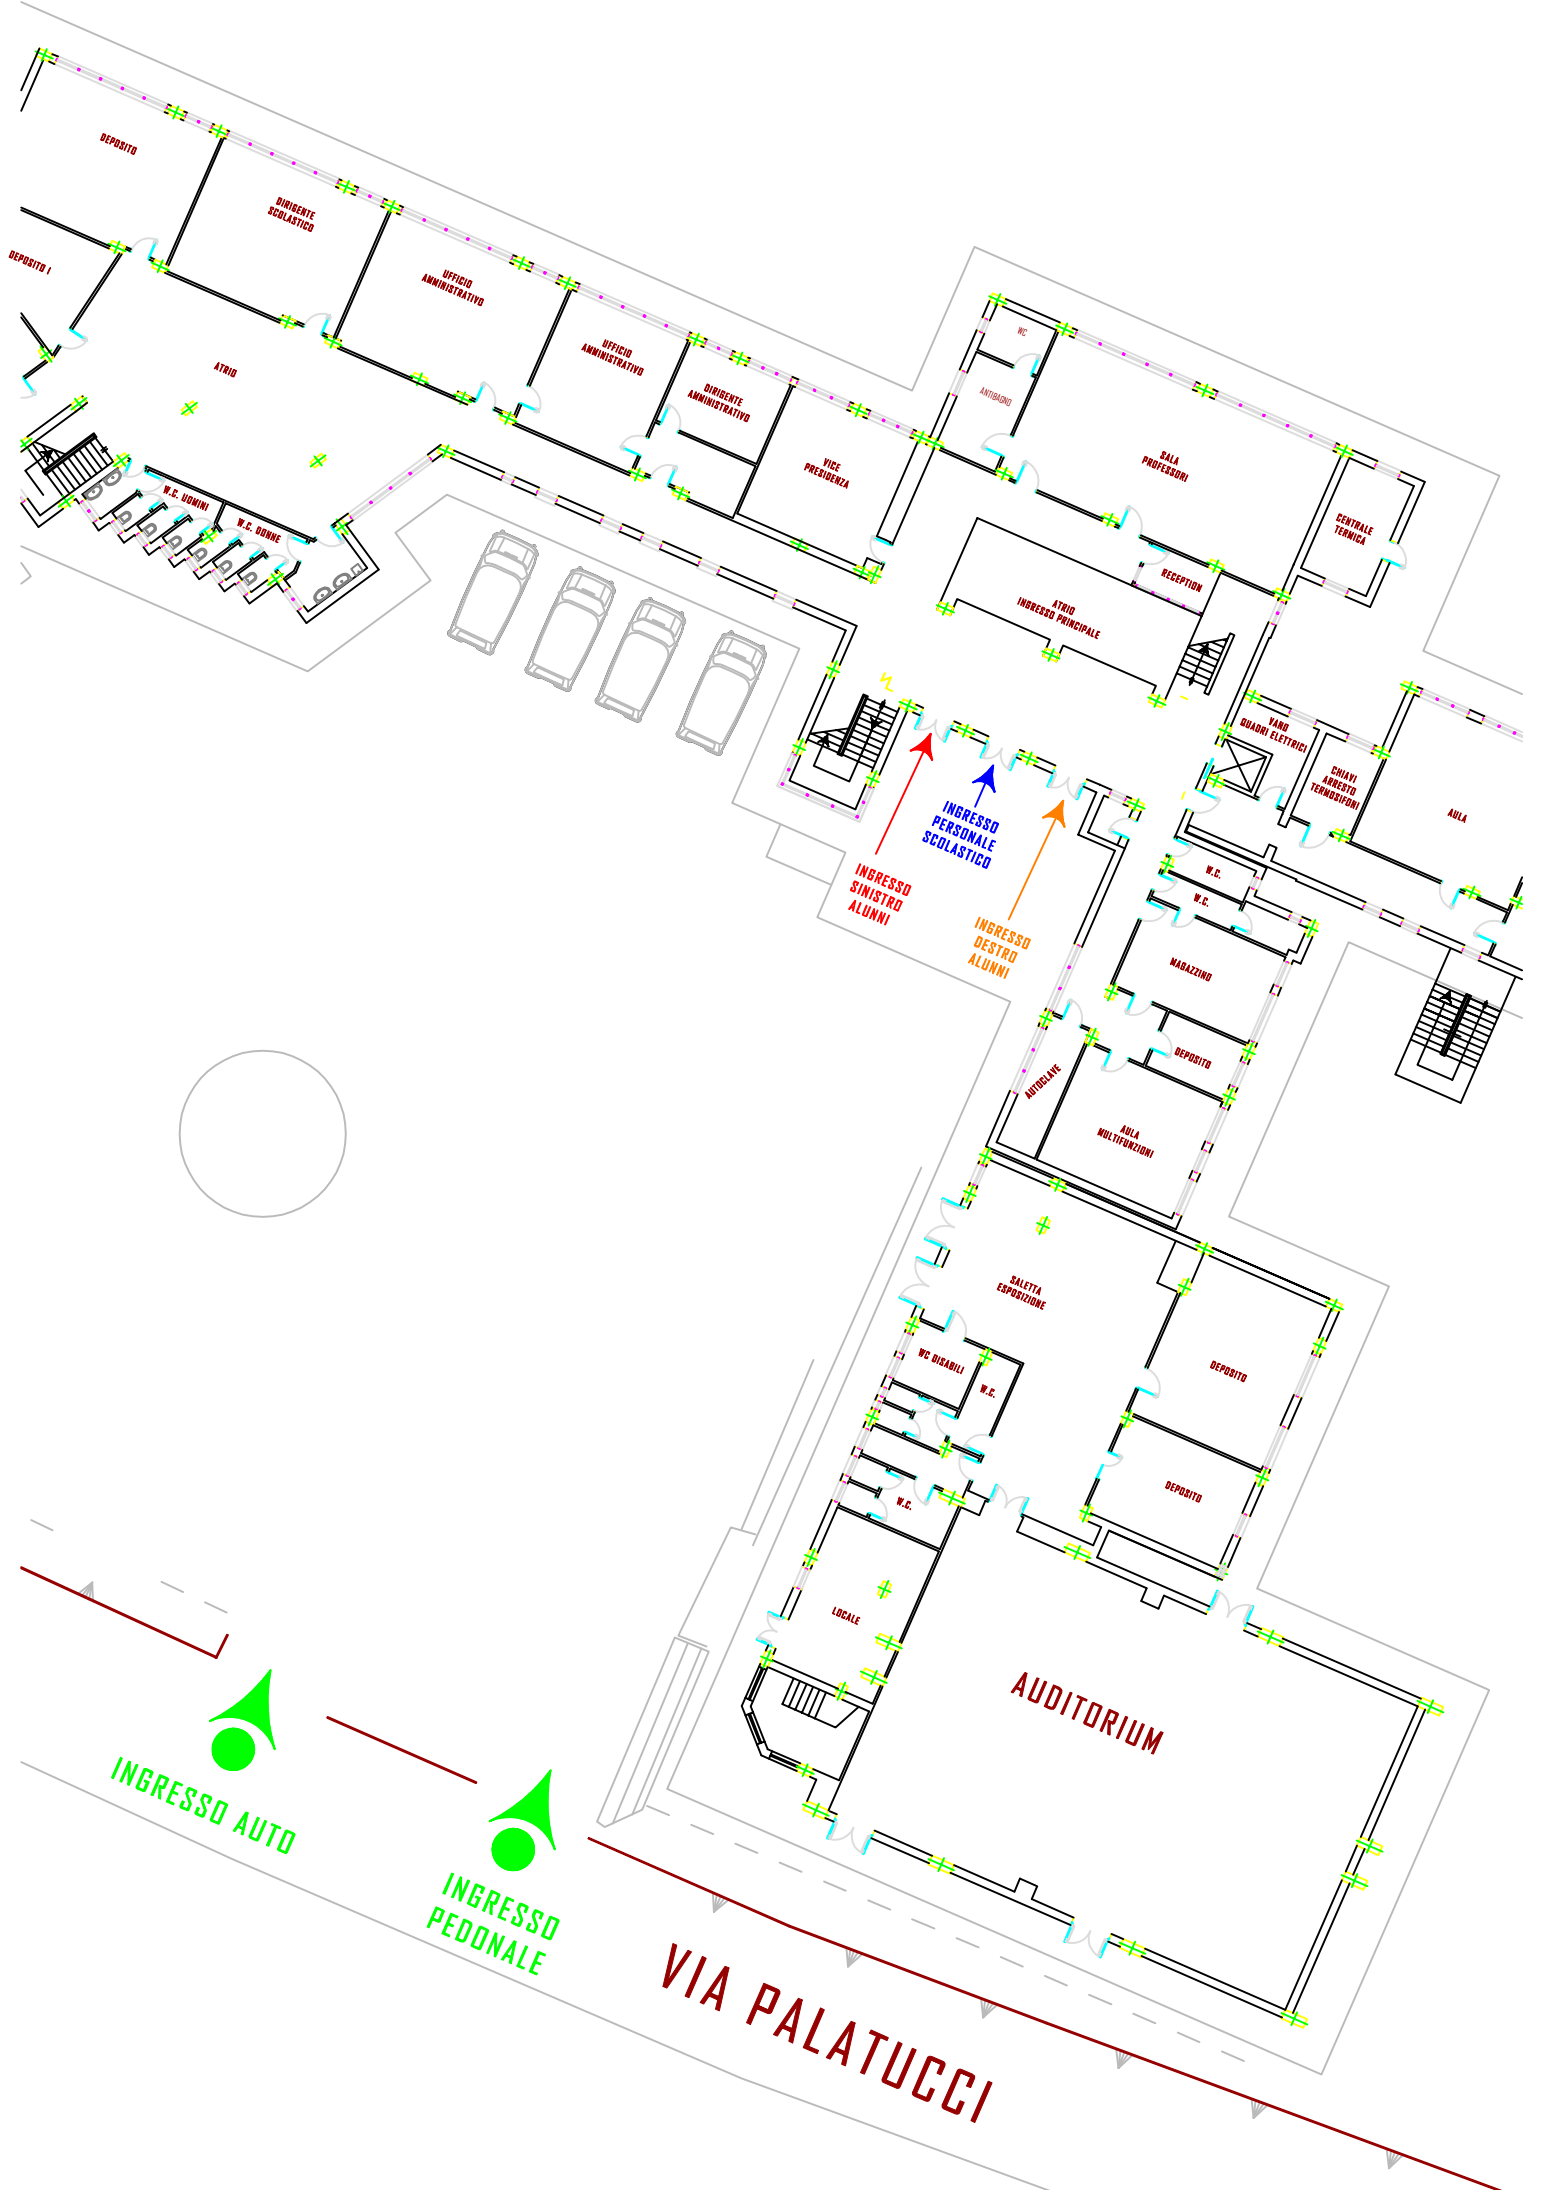 DEPOSITO
DIRIGENTE
SCOLASTICO
DEPOSITO 1
UFFICIO
AMMINISTRATIVO
ATRIO
UFFICIO
AMMINISTRATIVO
DIRIGENTE
AMMINISTRATIVO
VICE
PRESIDENZA
WC
ANTIBAGNO
SALA
PROFESSORI
CENTRALE
TERMICA
W.C. UOMINI
W.C. DONNE
RECEPTION
ATRIO
INGRESSO PRINCIPALE
VANO
QUADRI ELETTRICI
CHIAVI
ARRESTO
TERMOSIFONI
AULA
INGRESSO
PERSONALE
SCOLASTICO
INGRESSO
SINISTRO
ALUNNI
INGRESSO
DESTRO
ALUNNI
W.C.
W.C.
MAGAZZINO
DEPOSITO
AUTOCLAVE
AULA
MULTIFUNZIONI
SALETTA
ESPOSIZIONE
WC DISABILI
W.C.
DEPOSITO
DEPOSITO
W.C.
LOCALE
AUDITORIUM
INGRESSO AUTO
INGRESSO
PEDONALE
VIA PALATUCCI